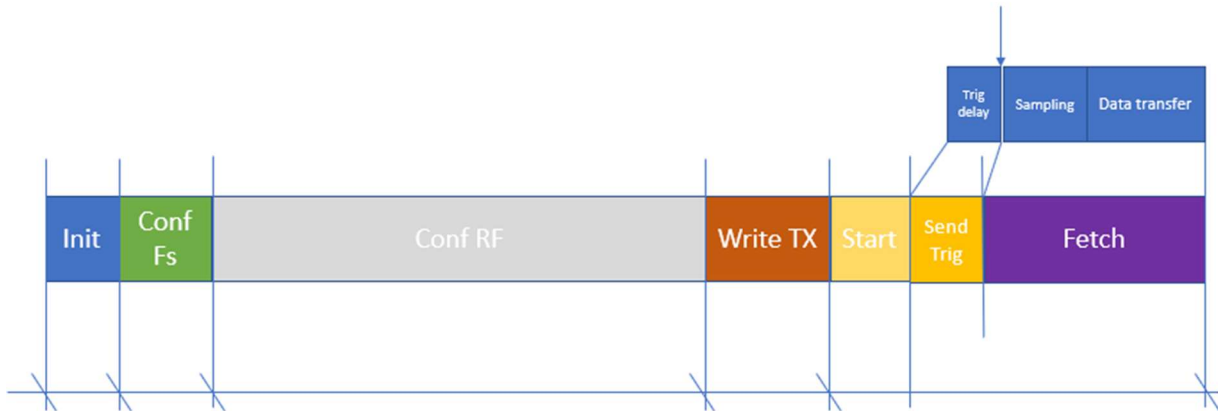 Trig
delay
Sampling
Data transfer
Init
Conf
Fs
Conf RF
Write TX
Start
Send
Trig
Fetch